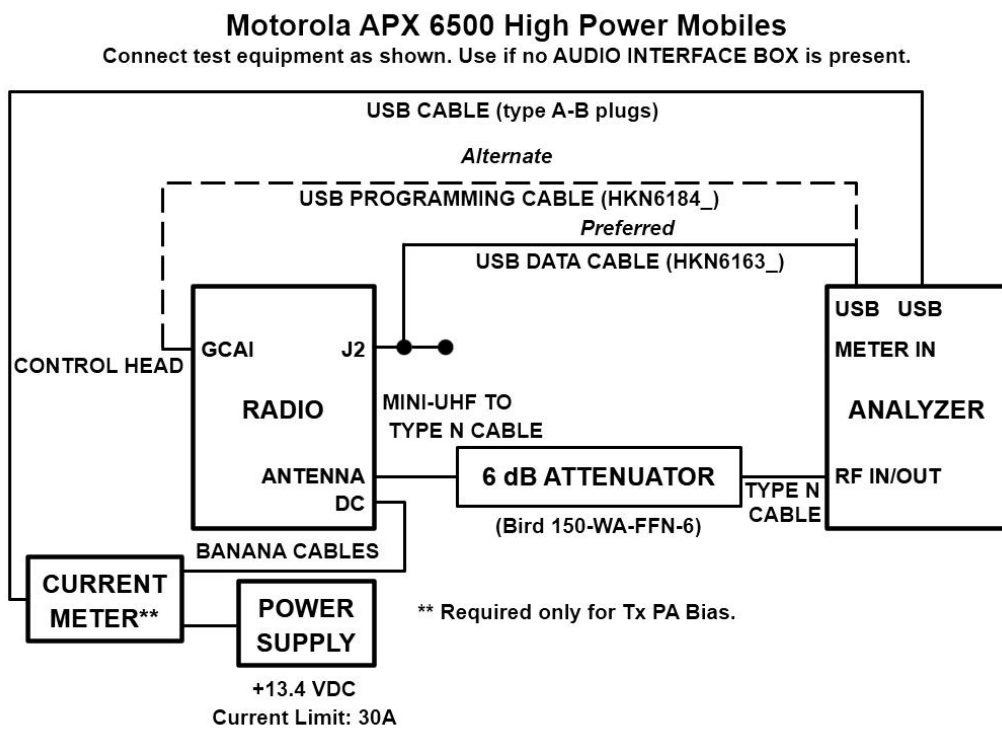 Motorola APX 6500 High Power Mobiles
Connect test equipment as shown. Use if no AUDIO INTERFACE BOX is present.
USB CABLE (type A-B plugs)
Alternate
USB PROGRAMMING CABLE (HKN6184_)
Preferred
USB DATA CABLE (HKN6163_)
USB USB
GCAI
J2
METER IN
CONTROL HEAD
RADIO
MINI-UHF TO
TYPE N CABLE
ANALYZER
ANTENNA
6 dB ATTENUATOR
RF IN/OUT
DC
TYPE N
CABLE
(Bird 150-WA-FFN-6)
BANANA CABLES
CURRENT
METER**
POWER
SUPPLY
** Required only for Tx PA Bias.
+13.4 VDC
Current Limit: 30A